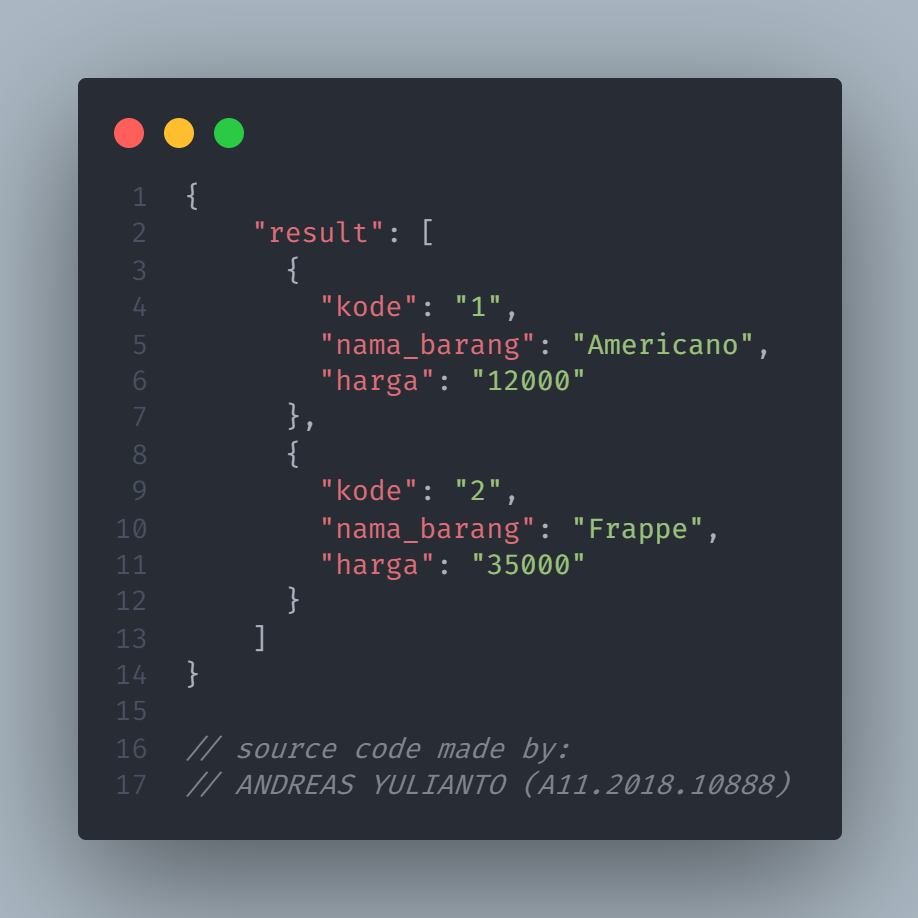 1 {
2     "result": [
3       {
4         "kode": "1",
5         "nama_barang": "Americano",
6         "harga": "12000"
7       },
8       {
9         "kode": "2",
10         "nama_barang": "Frappe",
11         "harga": "35000"
12       }
13     ]
14 }
15
16 // source code made by:
17 // ANDREAS YULIANTO (A11.2018.10888)